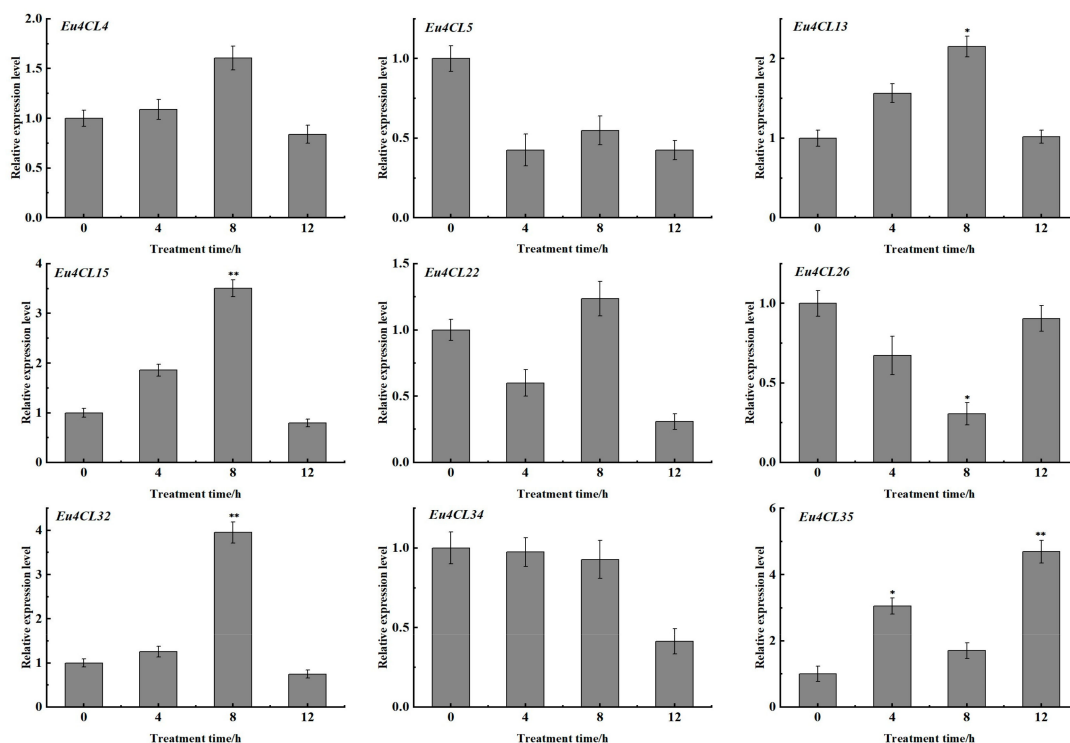 Eu4CL4
Relative expression level
2.0
1.5
1.0
0.5
0.0
0 4 8 12
Treatment time/h
Eu4CL5
Relative expression level
1.0
0.5
0.0
0 4 8 12
Treatment time/h
Eu4CL13
Relative expression level
2
1
0
*
0 4 8 12
Treatment time/h
Eu4CL15
Relative expression level
4
3
2
1
0
**
0 4 8 12
Treatment time/h
Eu4CL22
Relative expression level
1.5
1.0
0.5
0.0
0 4 8 12
Treatment time/h
Eu4CL26
Relative expression level
1.0
0.5
0.0
*
0 4 8 12
Treatment time/h
Eu4CL32
Relative expression level
4
3
2
1
0
**
0 4 8 12
Treatment time/h
Eu4CL34
Relative expression level
1.0
0.5
0.0
0 4 8 12
Treatment time/h
Eu4CL35
Relative expression level
6
4
2
0
*
**
0 4 8 12
Treatment time/h